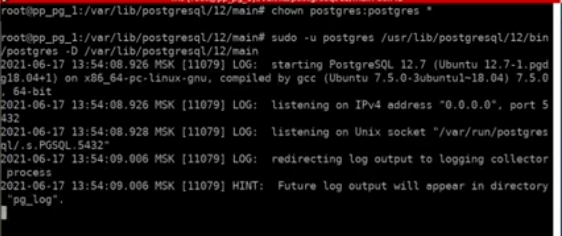 root@pp_pg_1:/var/lib/postgresql/12/main# chown postgres:postgres *
root@pp_pg_1:/var/lib/postgresql/12/main# sudo -u postgres /usr/lib/postgresql/12/bin
/postgres -D /var/lib/postgresql/12/main
2021-06-17 13:54:08.926 MSK [11079] LOG:  starting PostgreSQL 12.7 (Ubuntu 12.7-1.pgd
g18.04+1) on x86_64-pc-linux-gnu, compiled by gcc (Ubuntu 7.5.0-3ubuntu1~18.04) 7.5.0
, 64-bit
2021-06-17 13:54:08.926 MSK [11079] LOG:  listening on IPv4 address "0.0.0.0", port 5
432
2021-06-17 13:54:08.928 MSK [11079] LOG:  listening on Unix socket "/var/run/postgres
ql/.s.PGSQL.5432"
2021-06-17 13:54:09.006 MSK [11079] LOG:  redirecting log output to logging collector
 process
2021-06-17 13:54:09.006 MSK [11079] HINT:  Future log output will appear in directory
 "pg_log".